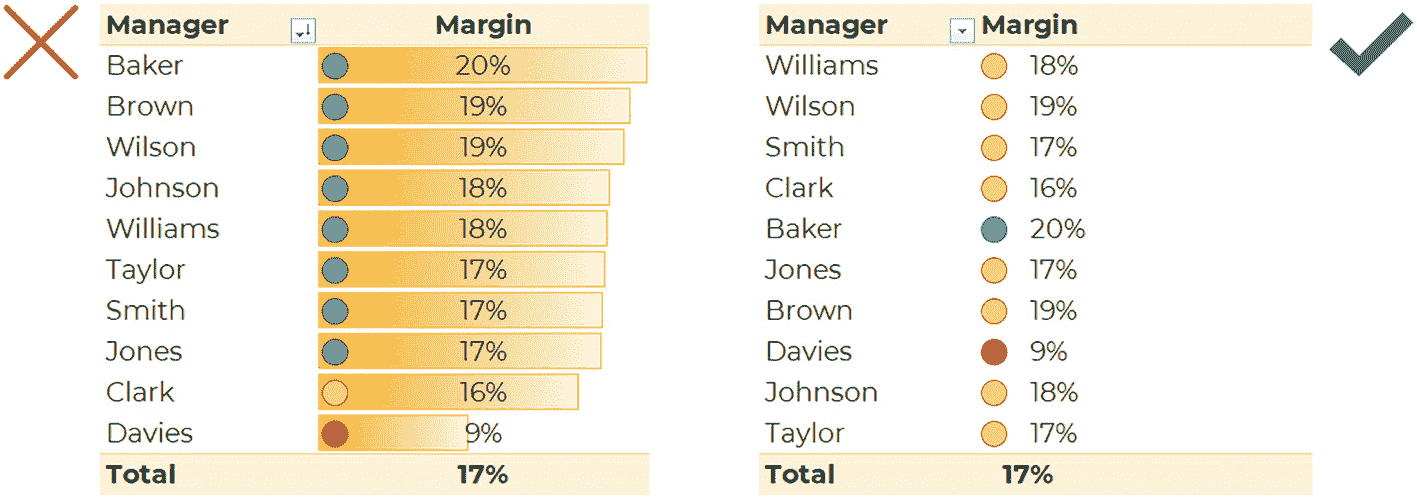 Manager Margin
Baker 20%
Brown 19%
Wilson 19%
Johnson 18%
Williams 18%
Taylor 17%
Smith 17%
Jones 17%
Clark 16%
Davies 9%
Total 17%
Manager Margin
Williams 18%
Wilson 19%
Smith 17%
Clark 16%
Baker 20%
Jones 17%
Brown 19%
Davies 9%
Johnson 18%
Taylor 17%
Total 17%